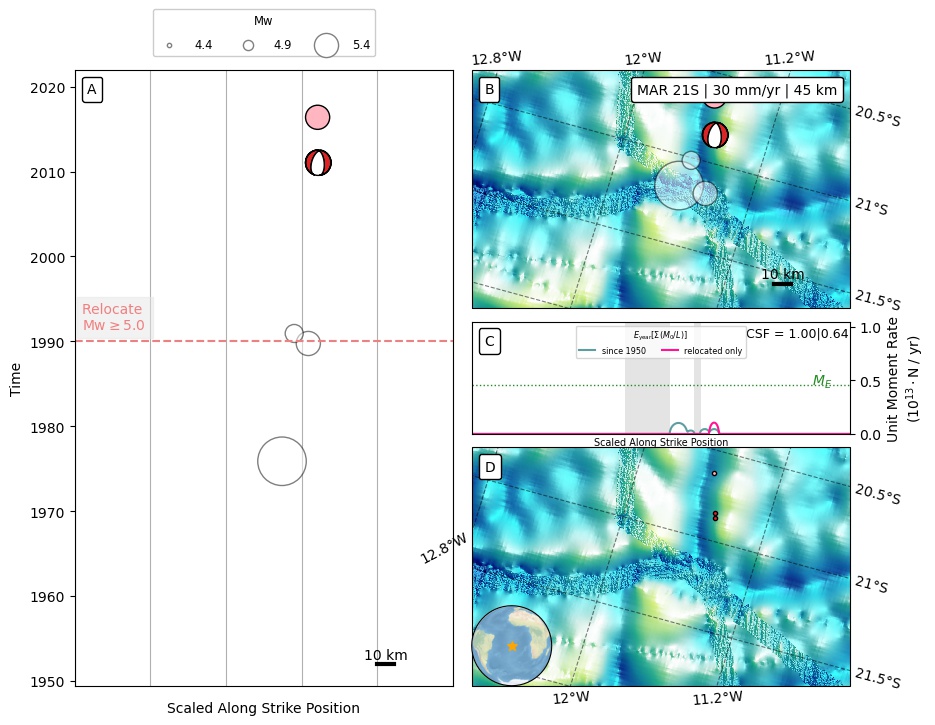 Mw
4.4 4.9 5.4
A
2020
2010
2000
1990
1980
1970
1960
1950
Time
Relocate
Mw ≥ 5.0
10 km
Scaled Along Strike Position
12.8°W 12°W 11.2°W
B
MAR 21S | 30 mm/yr | 45 km
20.5°S
21°S
21.5°S
10 km
C
E_year[Σ(M₀/L)]
since 1950 relocated only
CSF = 1.00|0.64
Ṁ_E
1.0
0.5
0.0
Unit Moment Rate
(10¹³ · N / yr)
Scaled Along Strike Position
D
12.8°W
20.5°S
21°S
21.5°S
12°W 11.2°W